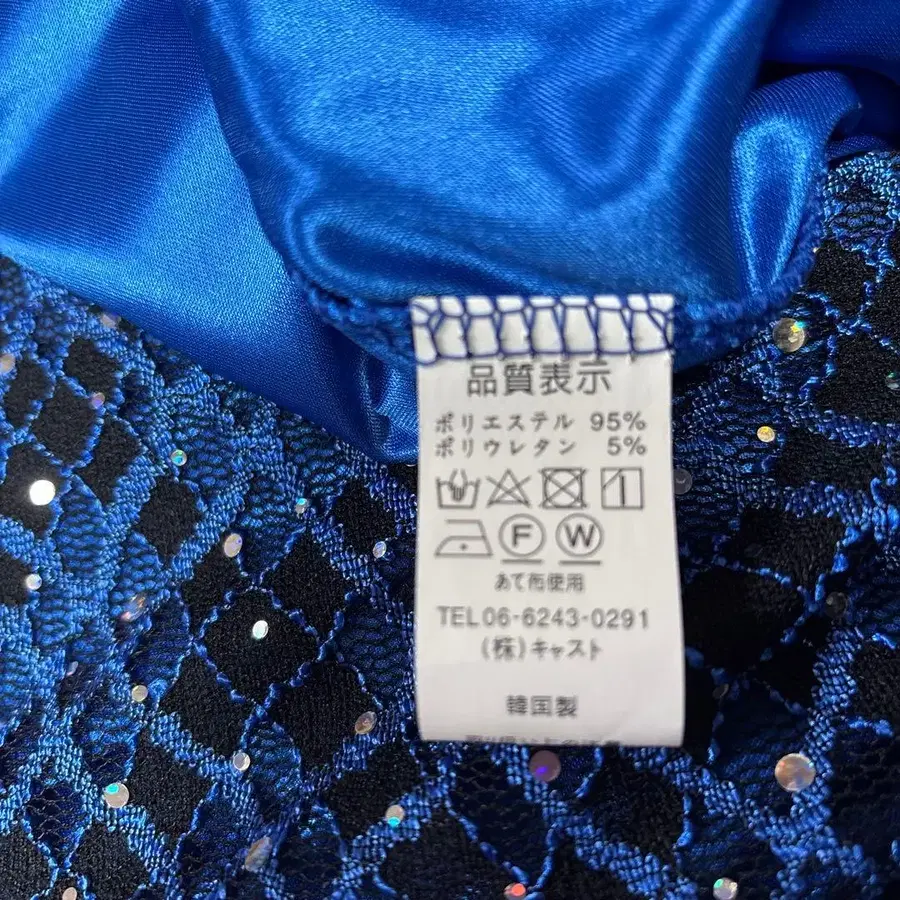 品質表示
ポリエステル 95%
ポリウレタン 5%
F W
あて布使用
TEL06-6243-0291
(株)キャスト
韓国製